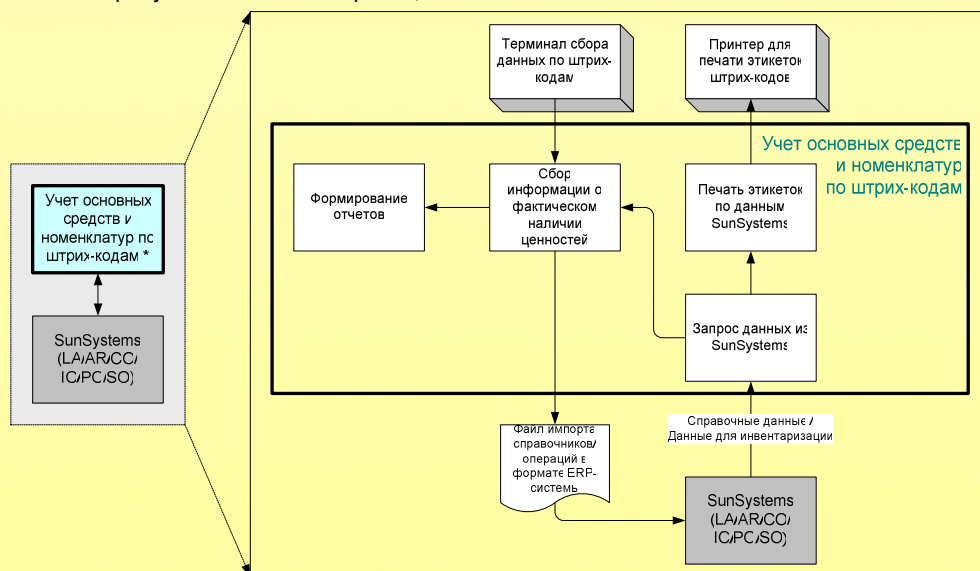 Терминал сбора
данных по штрих-
кодам
Принтер для
печати этикеток
штрих-кодов
Учет основных средств
и номенклатур
по штрих-кодам
Учет основных
средств и
номенклатур по
штрих-кодам *
SunSystems
(LA/AR/CO/
IC/PC/SO)
Формирование
отчетов
Сбор
информации о
фактическом
наличии
ценностей
Печать этикеток
по данным
SunSystems
Запрос данных из
SunSystems
Справочные данные /
Данные для инвентаризации
Файл импорта
справочников/
операций в
формате ERP-
системы
SunSystems
(LA/AR/CO/
IC/PC/SO)